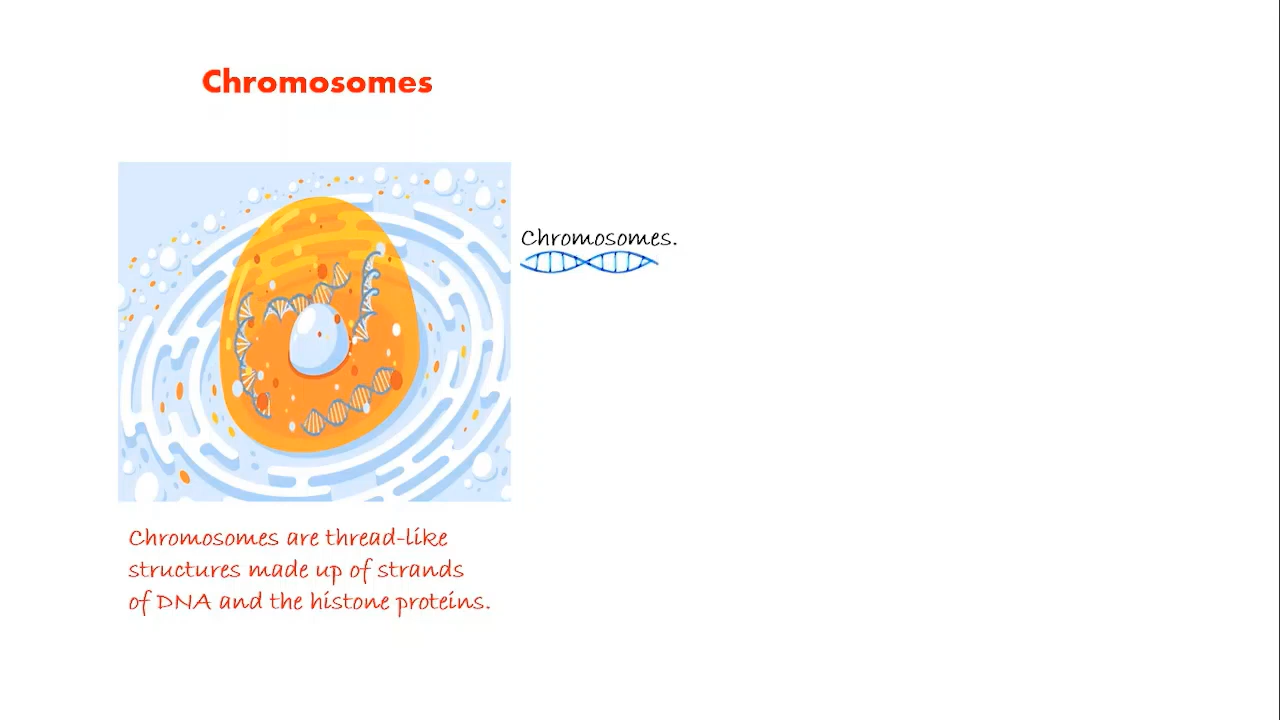 Chromosomes
Chromosomes.
Chromosomes are thread-like
structures made up of strands
of DNA and the histone proteins.